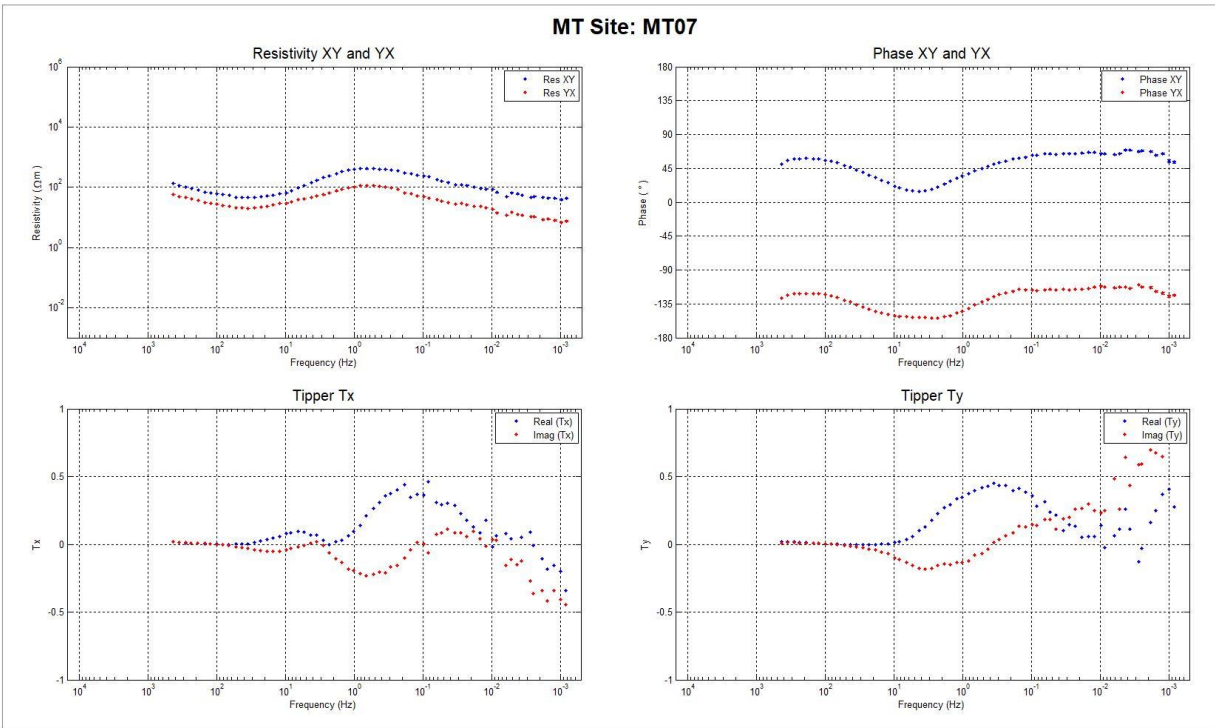 MT Site: MT07
Resistivity XY and YX
10^6
10^4
10^2
10^0
10^-2
Resistivity (Ωm)
Res XY
Res YX
10^4 10^3 10^2 10^1 10^0 10^-1 10^-2 10^-3
Frequency (Hz)
Phase XY and YX
180
135
90
45
0
-45
-90
-135
-180
Phase (°)
Phase XY
Phase YX
10^4 10^3 10^2 10^1 10^0 10^-1 10^-2 10^-3
Frequency (Hz)
Tipper Tx
1
0.5
0
-0.5
-1
Tx
Real (Tx)
Imag (Tx)
10^4 10^3 10^2 10^1 10^0 10^-1 10^-2 10^-3
Frequency (Hz)
Tipper Ty
1
0.5
0
-0.5
-1
Ty
Real (Ty)
Imag (Ty)
10^4 10^3 10^2 10^1 10^0 10^-1 10^-2 10^-3
Frequency (Hz)